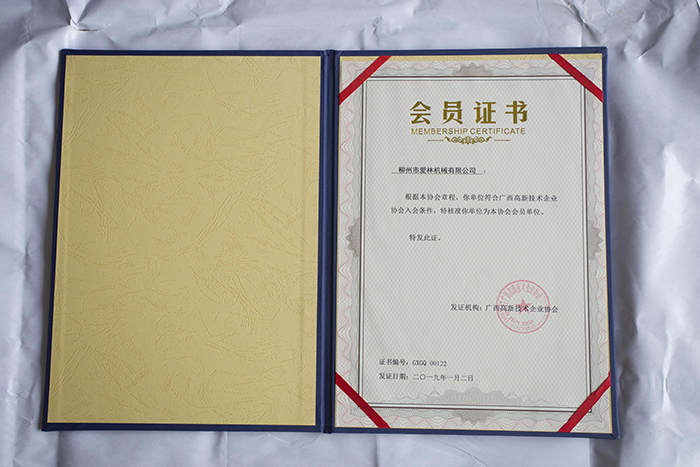 会员证书
MEMBERSHIP CERTIFICATE
柳州市爱林机械有限公司 ：
根据本协会章程，你单位符合广西高新技术企业
协会入会条件，特核准你单位为本协会会员单位。
特发此证。
发证机构：广西高新技术企业协会
证书编号：GXGQ 00122
发证日期：二〇一九年一月二日